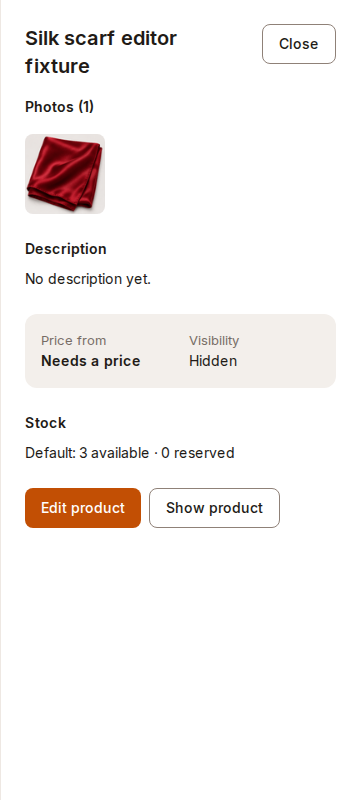 Silk scarf editor
fixture
Close
Photos (1)
Description
No description yet.
Price from
Needs a price
Visibility
Hidden
Stock
Default: 3 available · 0 reserved
Edit product
Show product